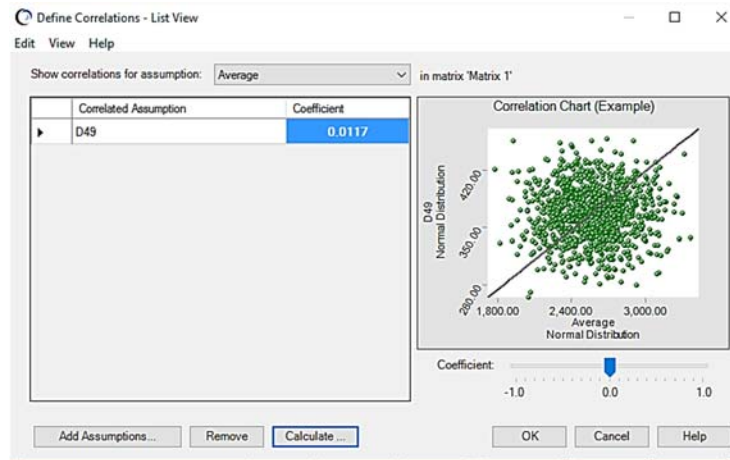 Define Correlations - List View
Edit View Help
Show correlations for assumption: Average in matrix 'Matrix 1'
Correlated Assumption Coefficient
D49 0.0117
Correlation Chart (Example)
D49
Normal Distribution
420.00
350.00
280.00
1,800.00 2,400.00 3,000.00
Average
Normal Distribution
Coefficient:
-1.0 0.0 1.0
Add Assumptions... Remove Calculate ... OK Cancel Help